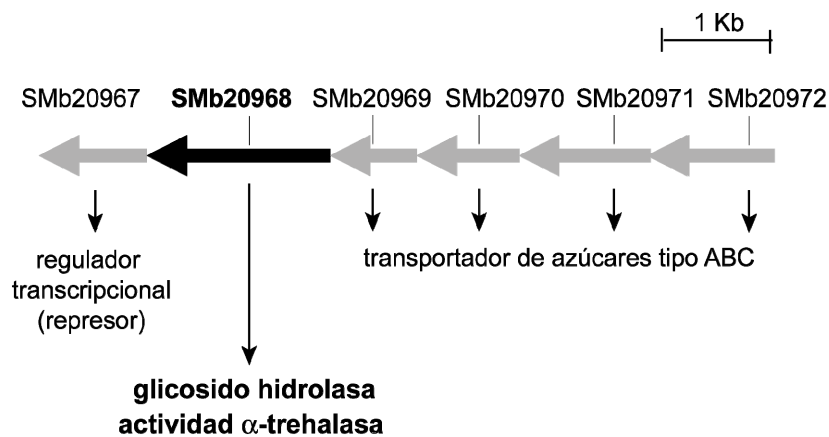 1 Kb
SMb20967 SMb20968 SMb20969 SMb20970 SMb20971 SMb20972
regulador
transcripcional
(represor)
transportador de azúcares tipo ABC
glicosido hidrolasa
actividad α-trehalasa